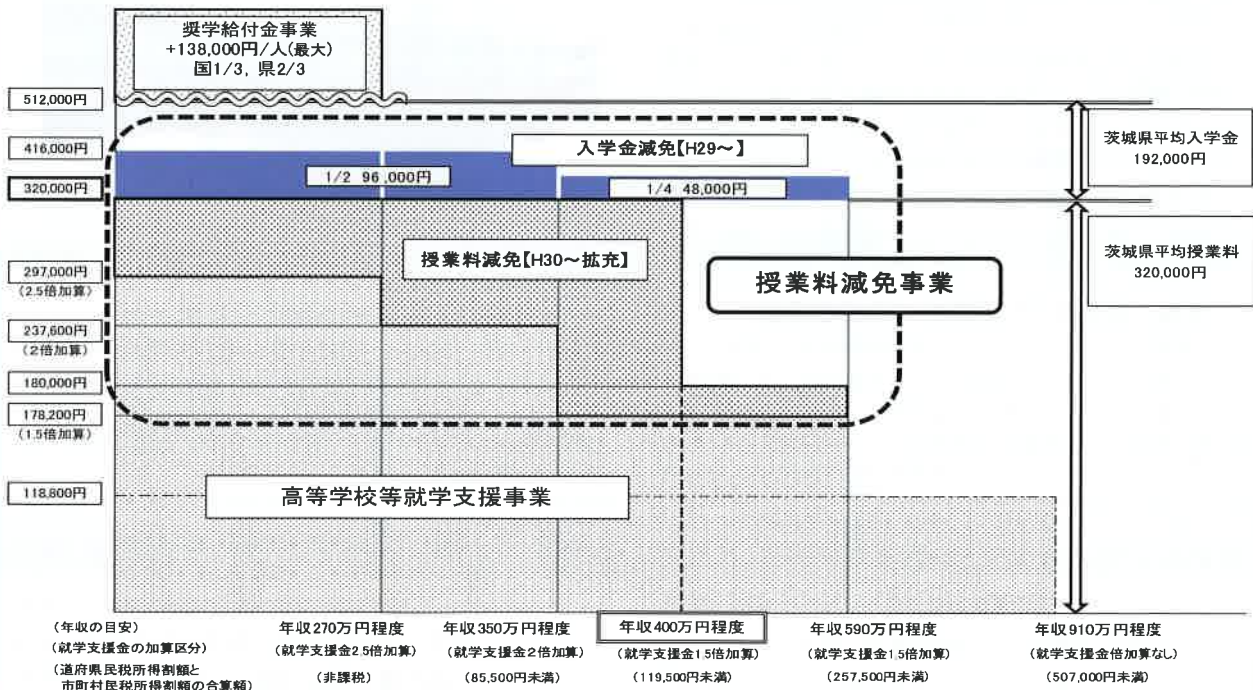 奨学給付金事業
+138,000円/人(最大)
国1/3, 県2/3
512,000円
416,000円
320,000円
297,000円
(2.5倍加算)
237,600円
(2倍加算)
180,000円
178,200円
(1.5倍加算)
118,800円
入学金減免【H29～】
1/2 96,000円
1/4 48,000円
授業料減免【H30～拡充】
授業料減免事業
高等学校等就学支援事業
茨城県平均入学金
192,000円
茨城県平均授業料
320,000円
(年収の目安)
(就学支援金の加算区分)
(道府県民税所得割額と
市町村民税所得割額の合算額)
年収270万円程度
(就学支援金2.5倍加算)
(非課税)
年収350万円程度
(就学支援金2倍加算)
(85,500円未満)
年収400万円程度
(就学支援金1.5倍加算)
(119,500円未満)
年収590万円程度
(就学支援金1.5倍加算)
(257,500円未満)
年収910万円程度
(就学支援金倍加算なし)
(507,000円未満)